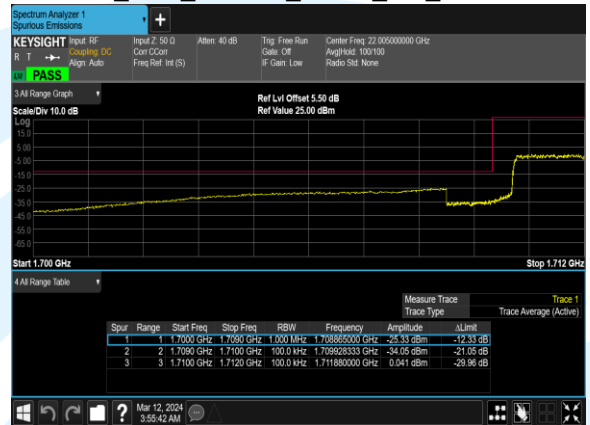 Spectrum Analyzer 1
Spurious Emissions
KEYSIGHT Input: RF Input Z: 50 Ω Atten: 40 dB Trig: Free Run Center Freq: 22.005000000 GHz
R T Coupling: DC Corr CCorr Gate: Off Avg|Hold: 100/100
Align: Auto Freq Ref: Int (S) IF Gain: Low Radio Std: None
PASS
3 All Range Graph
Ref Lvl Offset 5.50 dB
Scale/Div 10.0 dB Ref Value 25.00 dBm
Log
15.0
5.00
-5.00
-15.0
-25.0
-35.0
-45.0
-55.0
-65.0
Start 1.700 GHz Stop 1.712 GHz
4 All Range Table
Measure Trace Trace 1
Trace Type Trace Average (Active)
Spur Range Start Freq Stop Freq RBW Frequency Amplitude ΔLimit
1 1 1.7000 GHz 1.7090 GHz 1.000 MHz 1.708865000 GHz -25.33 dBm -12.33 dB
2 2 1.7090 GHz 1.7100 GHz 100.0 kHz 1.709928333 GHz -34.05 dBm -21.05 dB
3 3 1.7100 GHz 1.7120 GHz 100.0 kHz 1.711880000 GHz 0.041 dBm -29.96 dB
?
Mar 12, 2024
3:55:42 AM